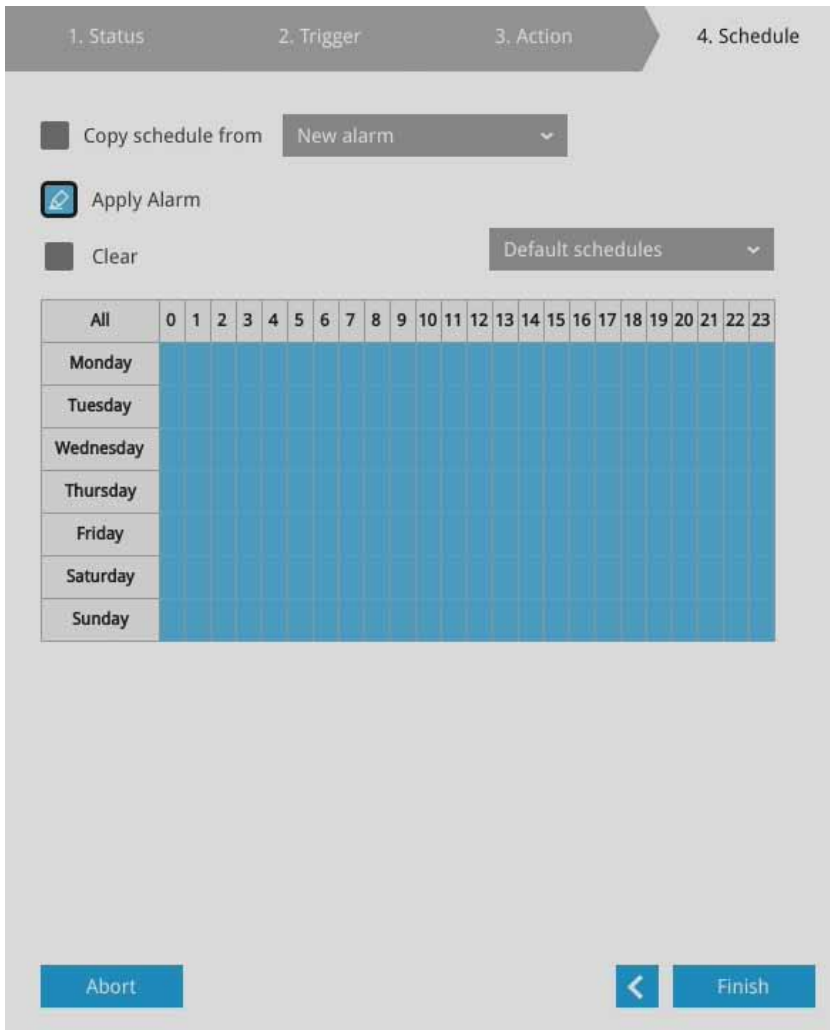 1. Status 2. Trigger 3. Action 4. Schedule
Copy schedule from New alarm
Apply Alarm
Clear Default schedules
All 0 1 2 3 4 5 6 7 8 9 10 11 12 13 14 15 16 17 18 19 20 21 22 23
Monday
Tuesday
Wednesday
Thursday
Friday
Saturday
Sunday
Abort Finish